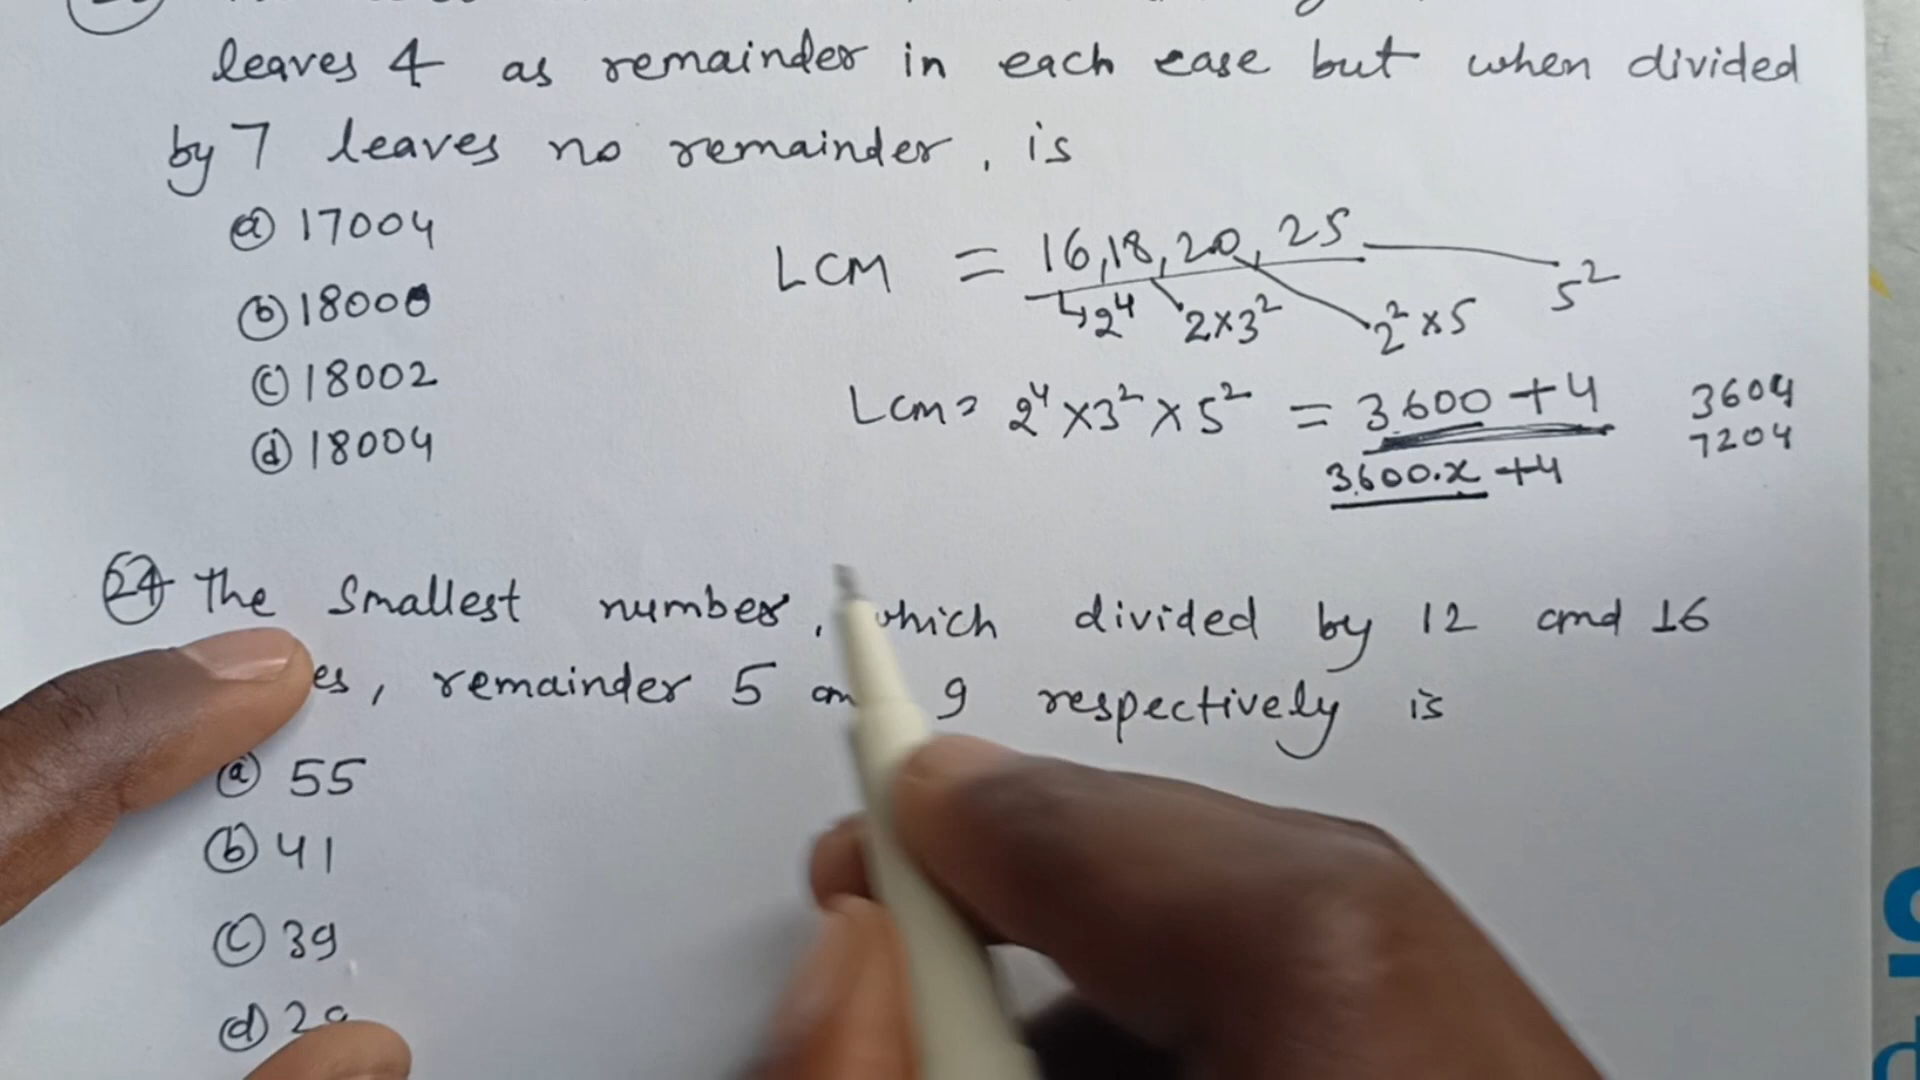 leaves 4 as remainder in each case but when divided
by 7 leaves no remainder, is
(a) 17004
(b) 18000
(c) 18002
(d) 18004
LCM = 16,18,20,25
2⁴ 2×3² 2²×5 5²
Lcm = 2⁴×3²×5² = 3600+4
3600.x+4
3604
7204
24 The smallest number, which divided by 12 and 16
remainder 5 9 respectively is
(a) 55
(b) 41
(c) 39
(d)